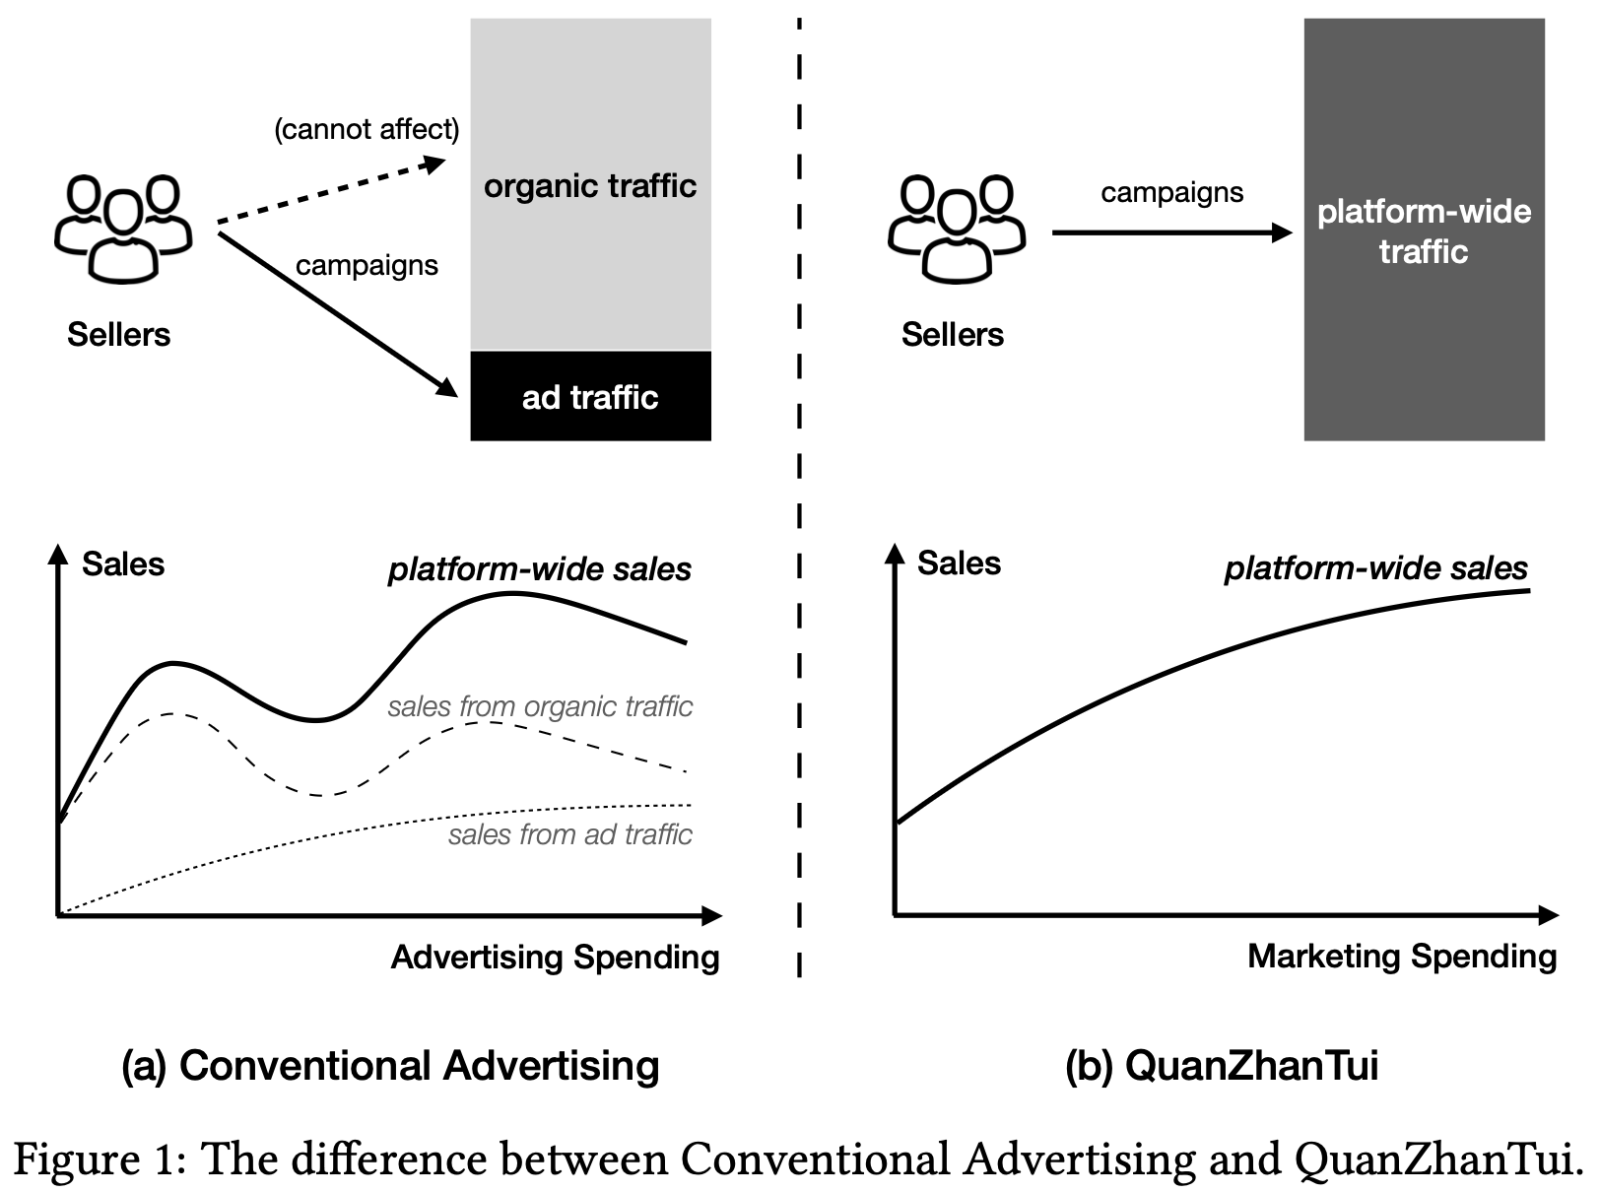 (cannot affect)
organic traffic
campaigns
Sellers
ad traffic
campaigns
platform-wide
traffic
Sellers
Sales
platform-wide sales
sales from organic traffic
sales from ad traffic
Advertising Spending
Sales
platform-wide sales
Marketing Spending
(a) Conventional Advertising
(b) QuanZhanTui
Figure 1: The difference between Conventional Advertising and QuanZhanTui.